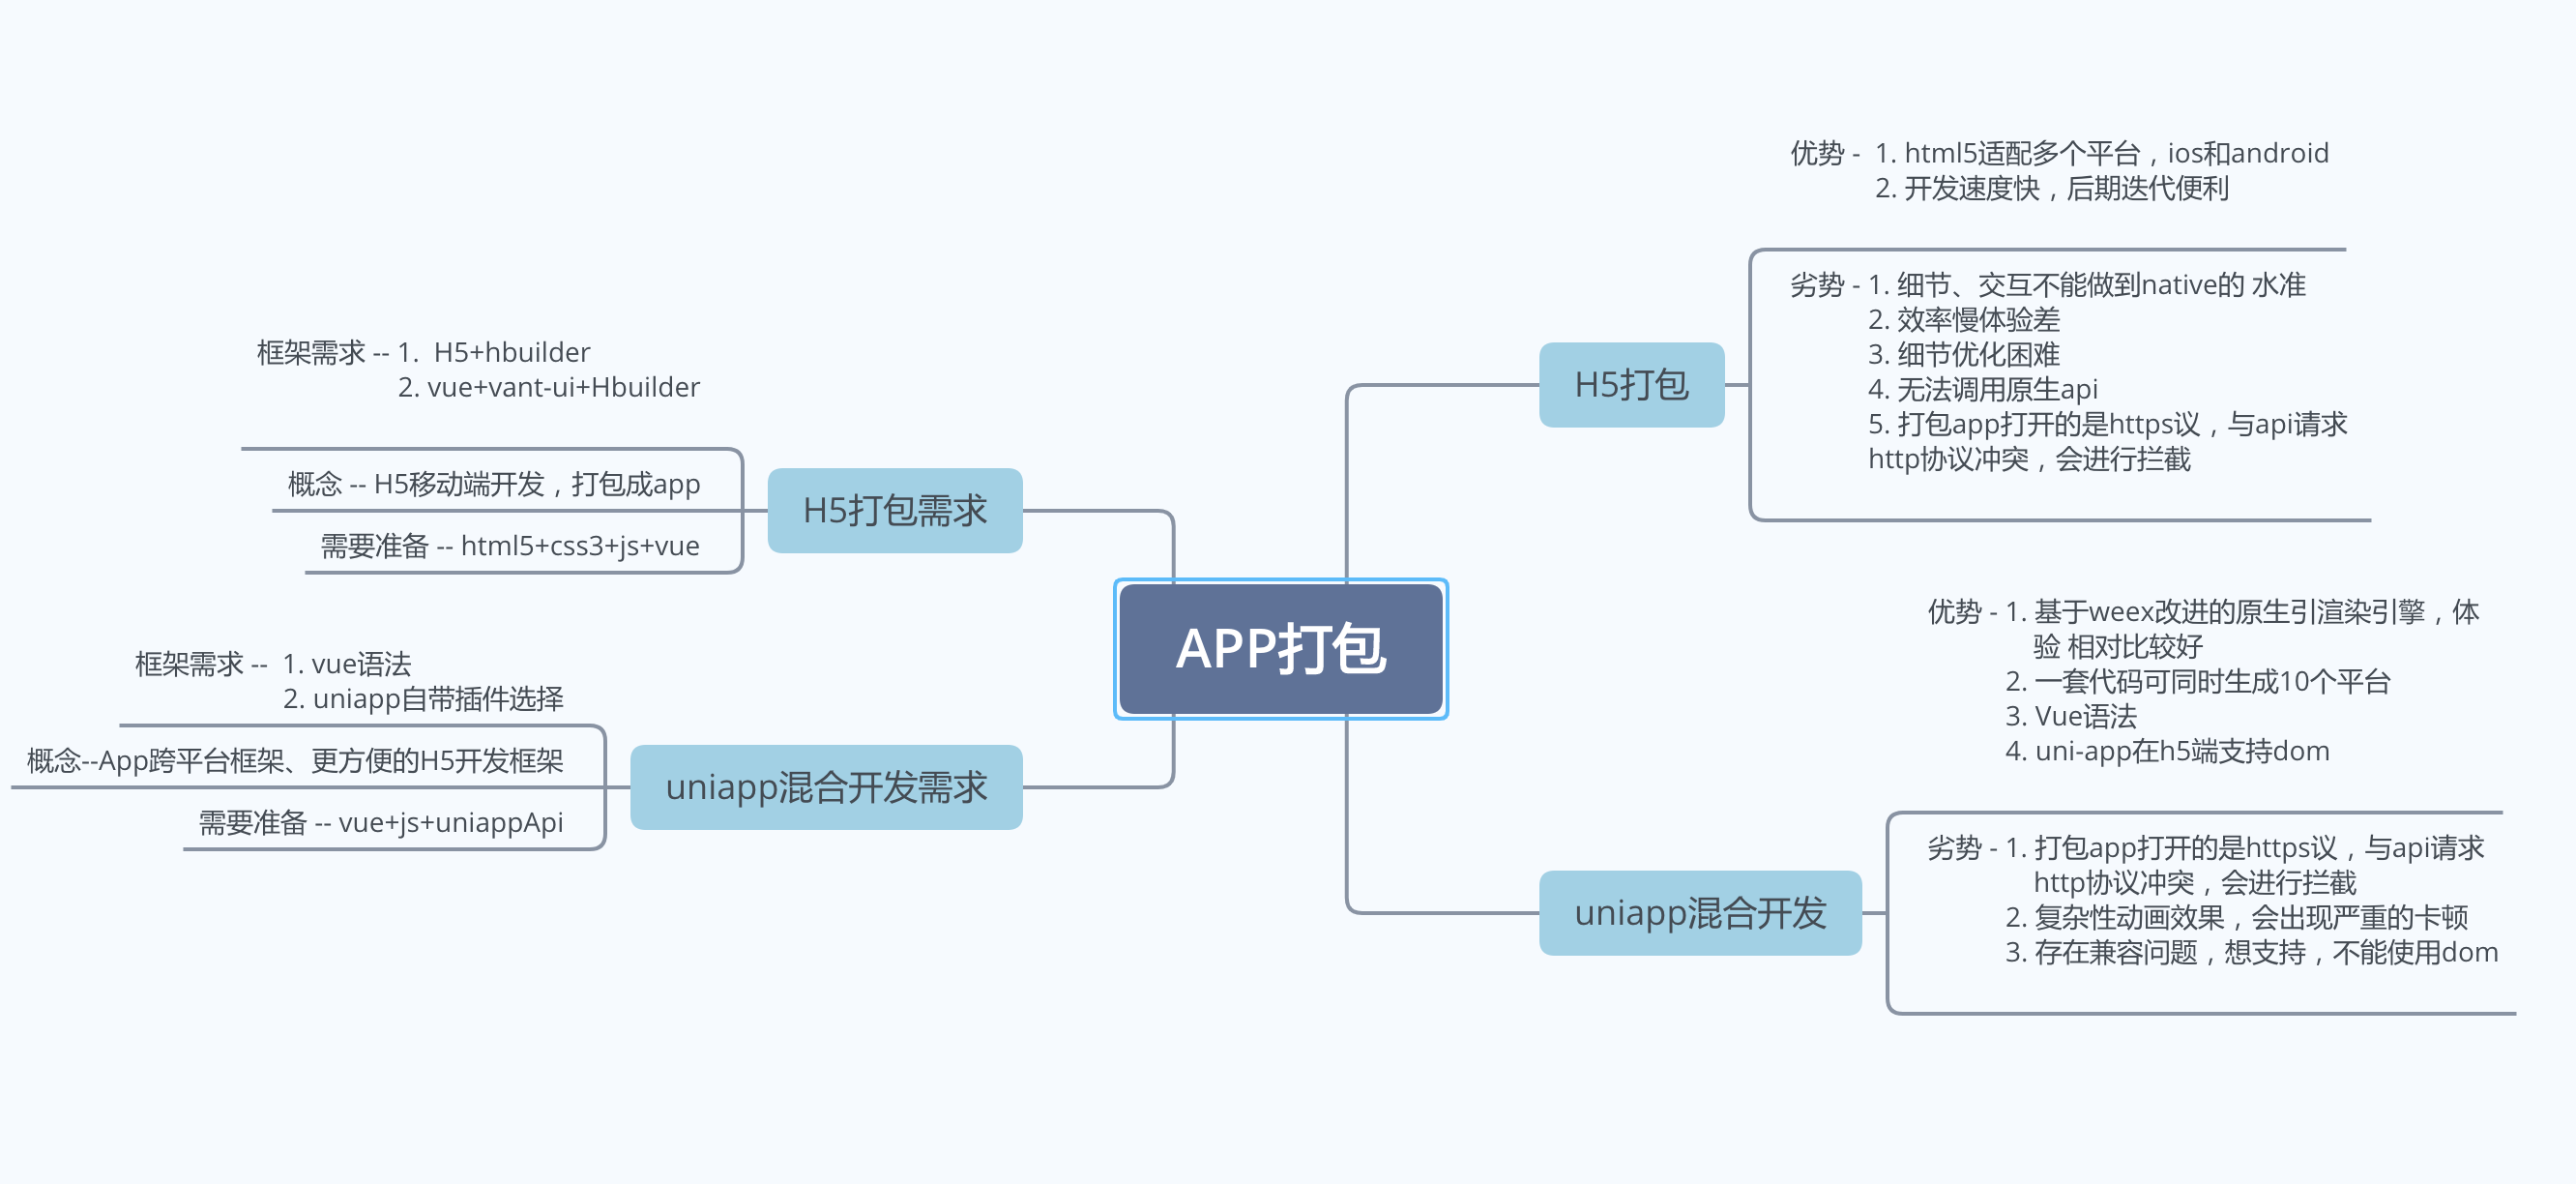 APP打包
H5打包
优势 -  1. html5适配多个平台，ios和android
2. 开发速度快，后期迭代便利
劣势 - 1. 细节、交互不能做到native的 水准
2. 效率慢体验差
3. 细节优化困难
4. 无法调用原生api
5. 打包app打开的是https议，与api请求
http协议冲突，会进行拦截
uniapp混合开发
优势 - 1. 基于weex改进的原生引渲染引擎，体
验 相对比较好
2. 一套代码可同时生成10个平台
3. Vue语法
4. uni-app在h5端支持dom
劣势 - 1. 打包app打开的是https议，与api请求
http协议冲突，会进行拦截
2. 复杂性动画效果，会出现严重的卡顿
3. 存在兼容问题，想支持，不能使用dom
H5打包需求
框架需求 -- 1.  H5+hbuilder
2. vue+vant-ui+Hbuilder
概念 -- H5移动端开发，打包成app
需要准备 -- html5+css3+js+vue
uniapp混合开发需求
框架需求 --  1. vue语法
2. uniapp自带插件选择
概念--App跨平台框架、更方便的H5开发框架
需要准备 -- vue+js+uniappApi